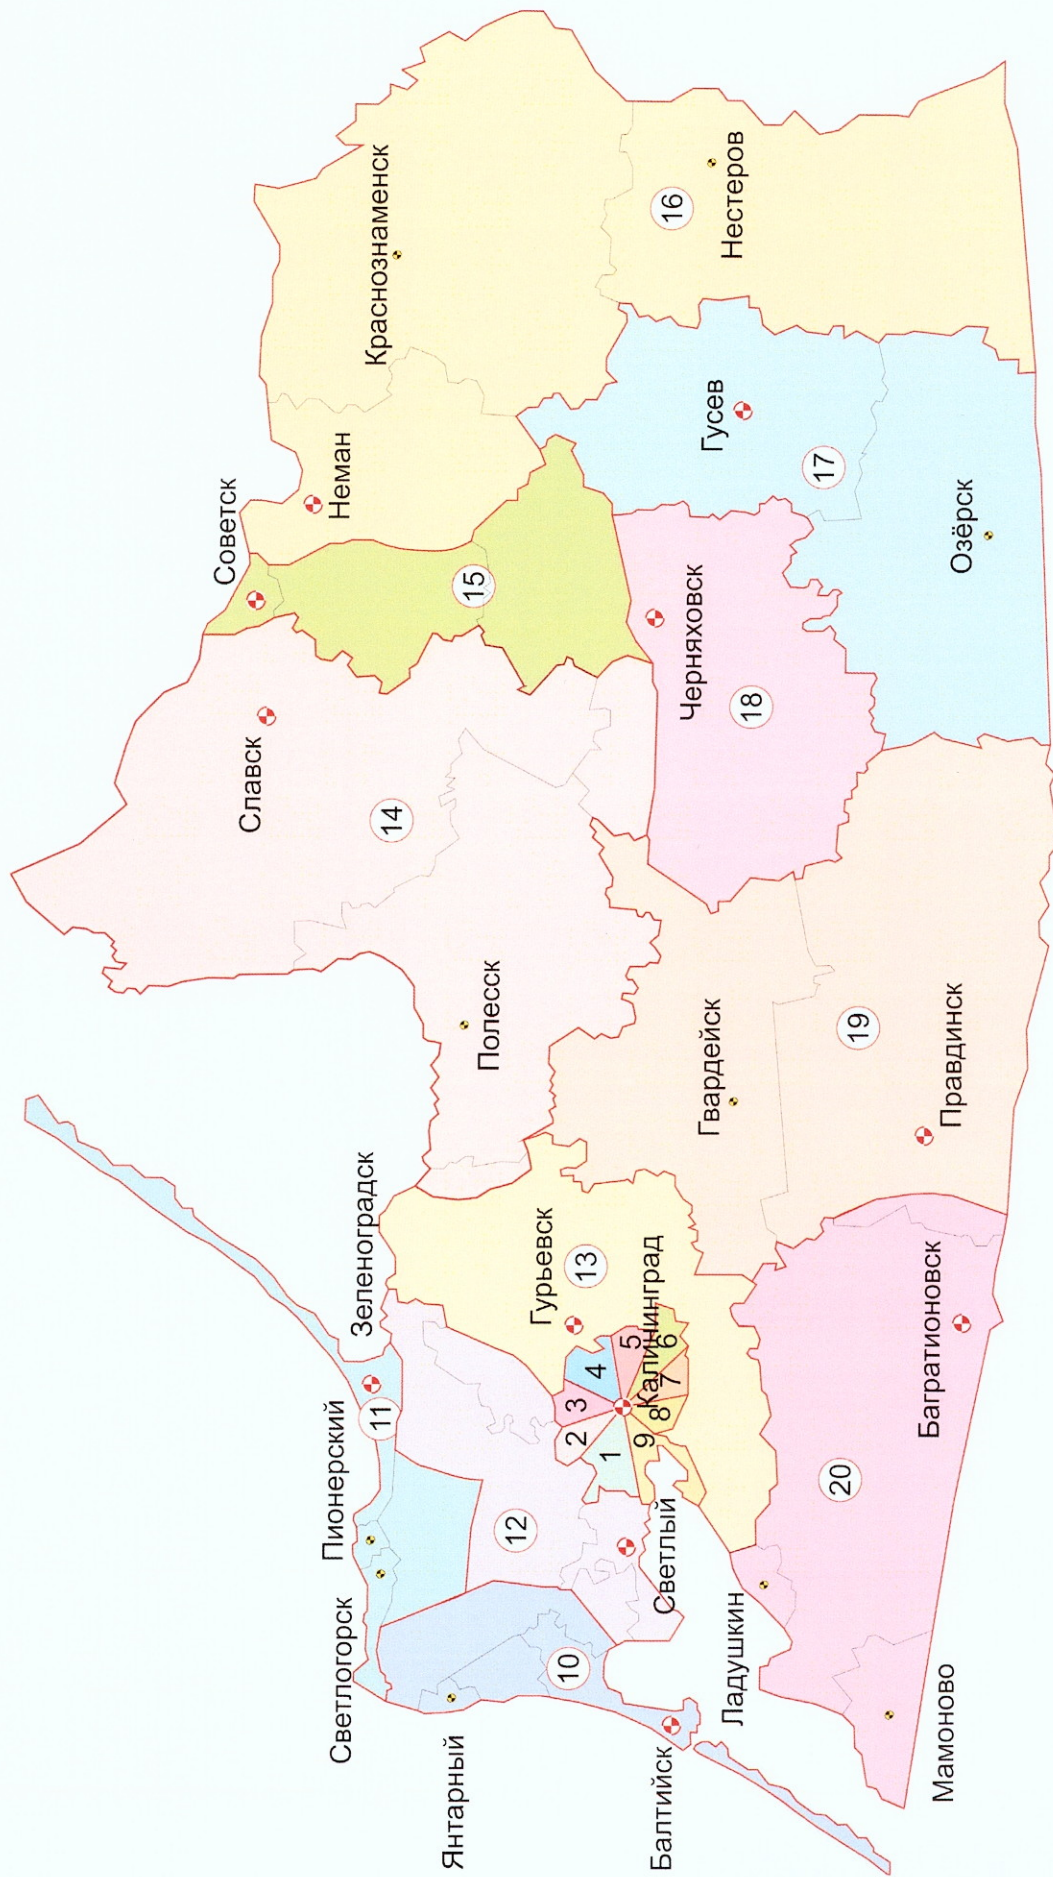 Советск
Неман
Краснознаменск
Славск
15
14
16
Нестеров
Гусев
17
Озёрск
Черняховск
18
Полесск
Гвардейск
19
Правдинск
Зеленоградск
Пионерский
11
Светлогорск
Янтарный
10
12
Гурьевск
13
Калининград
1
2
3
4
5
6
7
8
9
Светлый
Балтийск
Ладушкин
Мамоново
20
Багратионовск